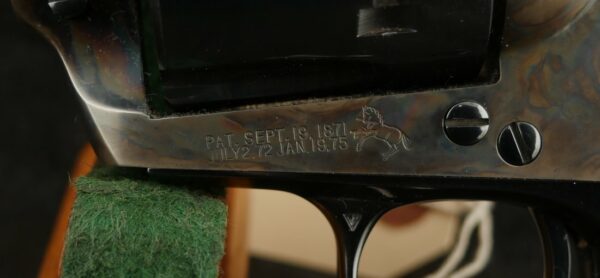 PAT. SEPT. 19. 1871
JULY 2. 72 JAN. 19. 75